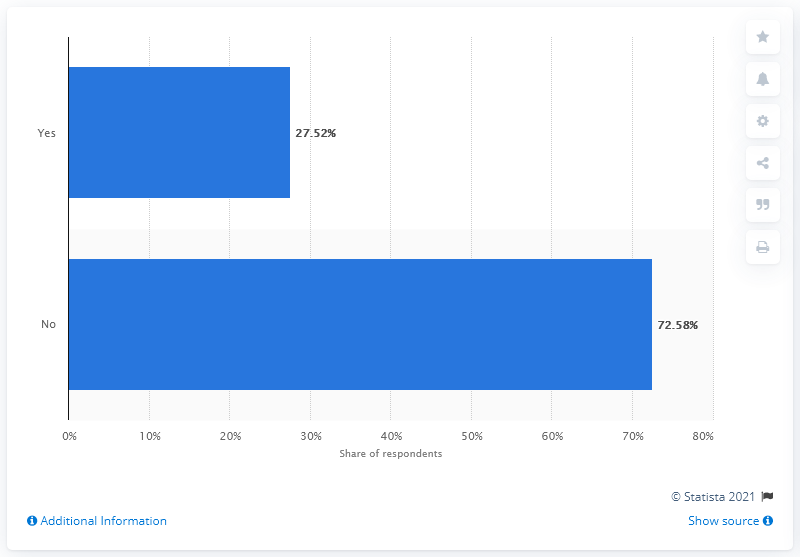 Yes
27.52%
No
72.58%
0% 10% 20% 30% 40% 50% 60% 70% 80%
Share of respondents
© Statista 2021
Additional Information
Show source